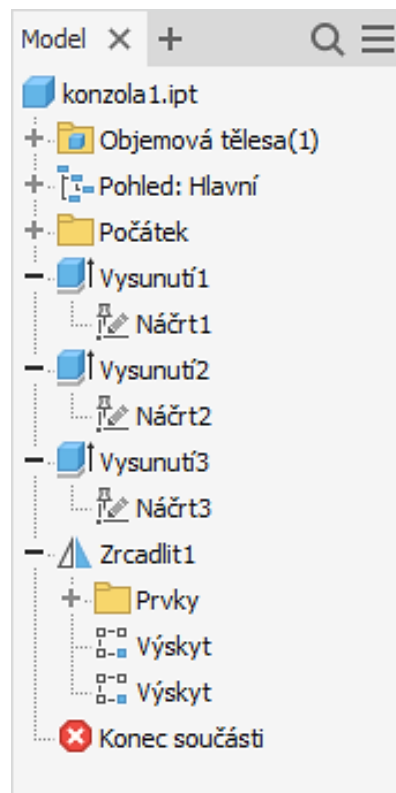 Model
konzola1.ipt
Objemová tělesa(1)
Pohled: Hlavní
Počátek
Vysunutí1
Náčrt1
Vysunutí2
Náčrt2
Vysunutí3
Náčrt3
Zrcadlit1
Prvky
Výskyt
Výskyt
Konec součásti